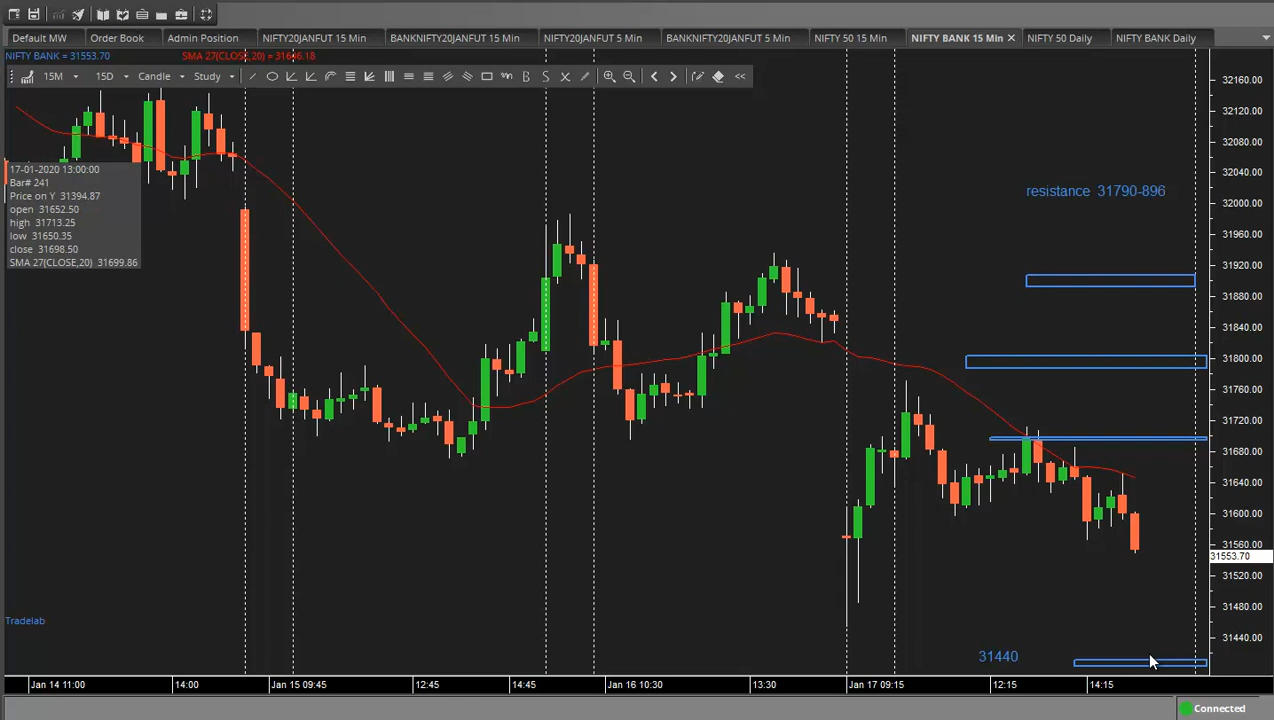 Default MW
Order Book
Admin Position
NIFTY20JANFUT 15 Min
BANKNIFTY20JANFUT 15 Min
NIFTY20JANFUT 5 Min
BANKNIFTY20JANFUT 5 Min
NIFTY 50 15 Min
NIFTY BANK 15 Min
NIFTY 50 Daily
NIFTY BANK Daily
NIFTY BANK = 31553.70
15M
15D
Candle
Study
B
S
<<
17-01-2020 13:00:00
Bar# 241
Price on Y 31394.87
open 31652.50
high 31713.25
low 31650.35
close 31698.50
SMA 27(CLOSE,20) 31699.86
resistance 31790-896
31440
Tradelab
32160.00
32120.00
32080.00
32040.00
32000.00
31960.00
31920.00
31880.00
31840.00
31800.00
31760.00
31720.00
31680.00
31640.00
31600.00
31560.00
31553.70
31520.00
31480.00
31440.00
Jan 14 11:00
14:00
Jan 15 09:45
12:45
14:45
Jan 16 10:30
13:30
Jan 17 09:15
12:15
14:15
Connected